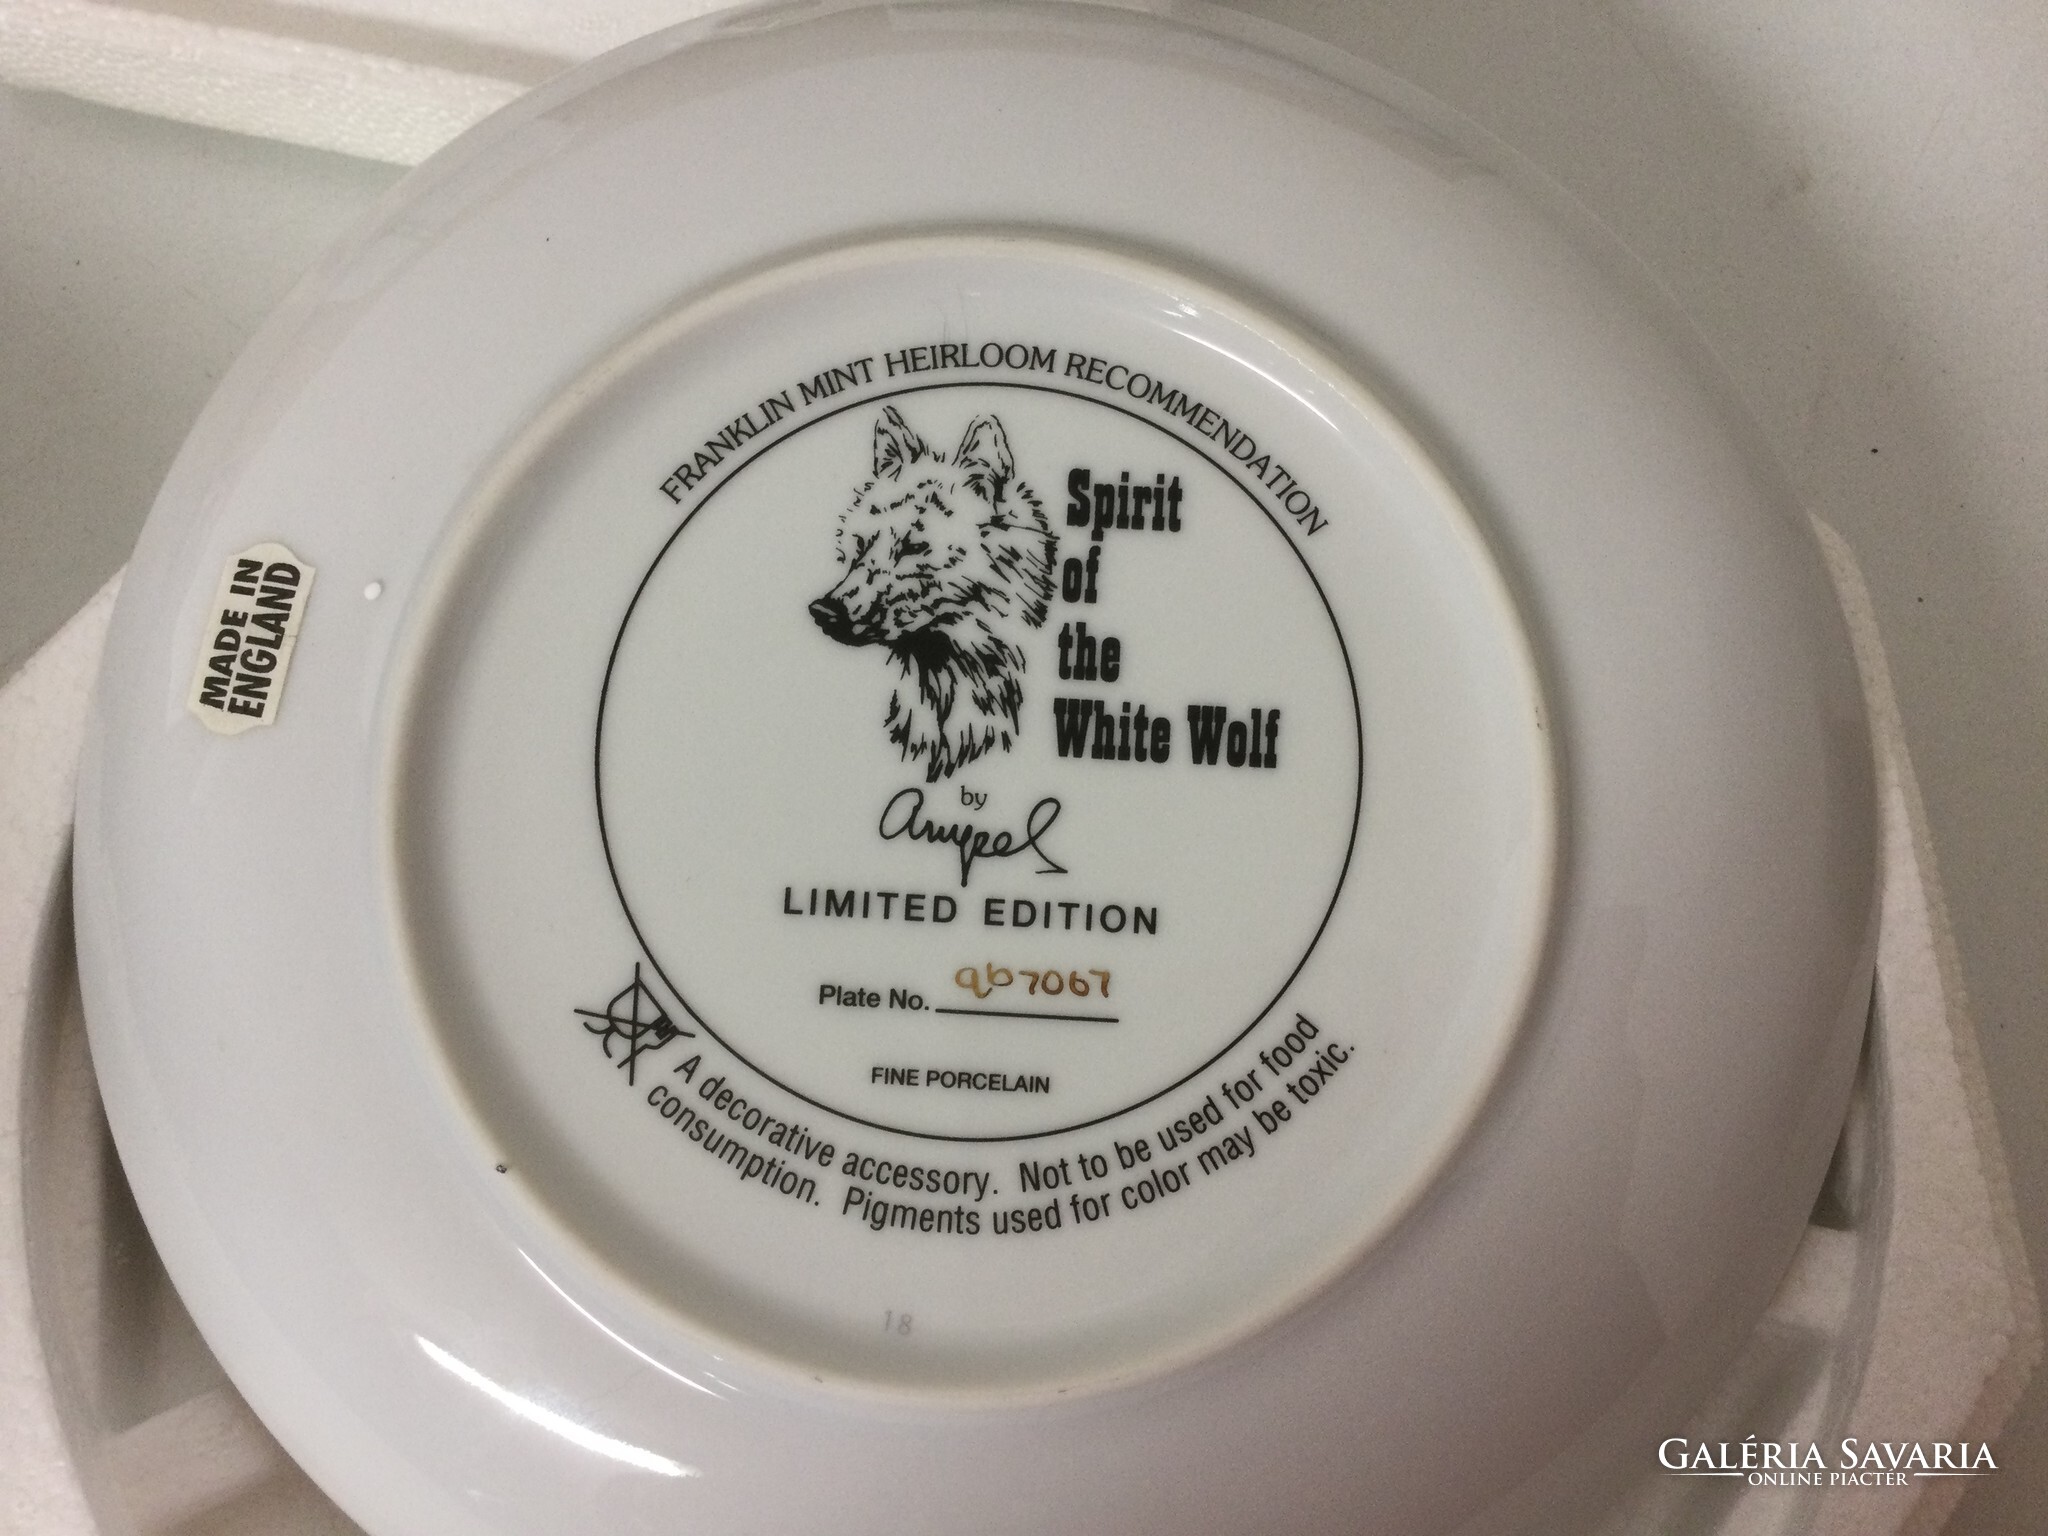 FRANKLIN MINT HEIRLOOM RECOMMENDATION
Spirit
of
the
White Wolf
by
LIMITED EDITION
Plate No. qb7067
FINE PORCELAIN
A decorative accessory. Not to be used for food
consumption. Pigments used for color may be toxic.
18
MADE IN
ENGLAND
GALÉRIA SAVARIA
ONLINE PIACTÉR